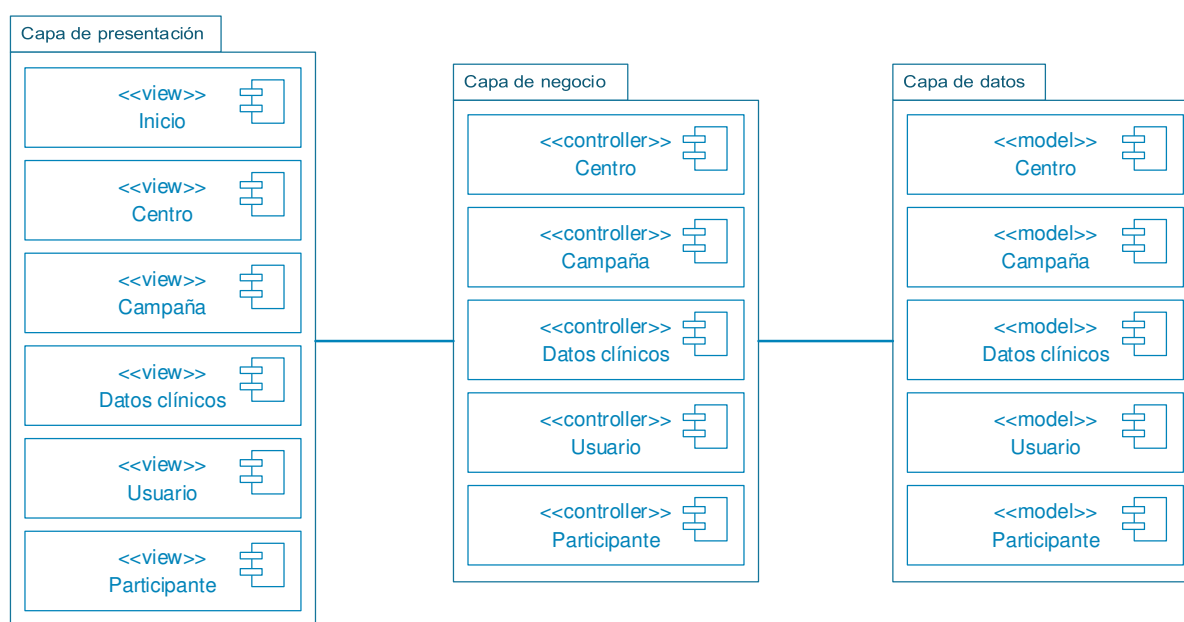 Capa de presentación
<<view>>
Inicio
<<view>>
Centro
<<view>>
Campaña
<<view>>
Datos clínicos
<<view>>
Usuario
<<view>>
Participante
Capa de negocio
<<controller>>
Centro
<<controller>>
Campaña
<<controller>>
Datos clínicos
<<controller>>
Usuario
<<controller>>
Participante
Capa de datos
<<model>>
Centro
<<model>>
Campaña
<<model>>
Datos clínicos
<<model>>
Usuario
<<model>>
Participante